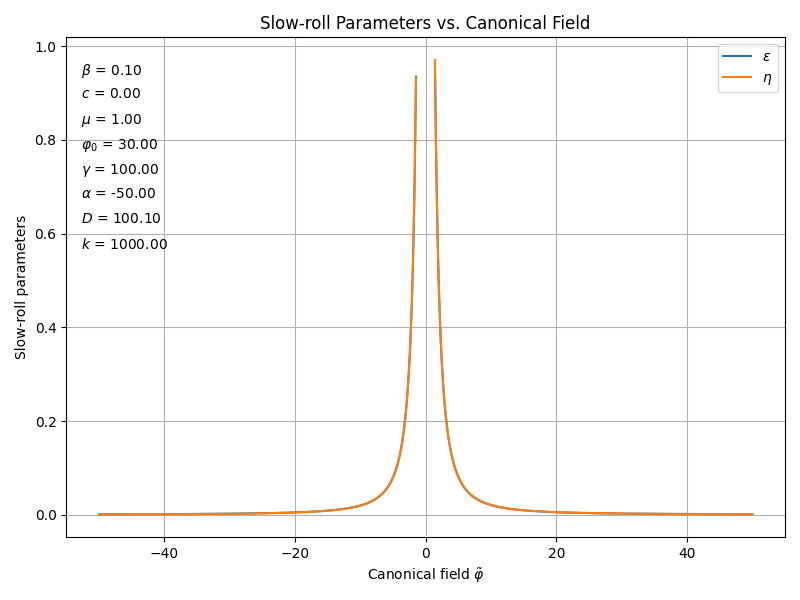 Slow-roll Parameters vs. Canonical Field
β = 0.10
c = 0.00
μ = 1.00
φ₀ = 30.00
γ = 100.00
α = -50.00
D = 100.10
k = 1000.00
ε
η
1.0
0.8
0.6
0.4
0.2
0.0
Slow-roll parameters
−40
−20
0
20
40
Canonical field φ̃